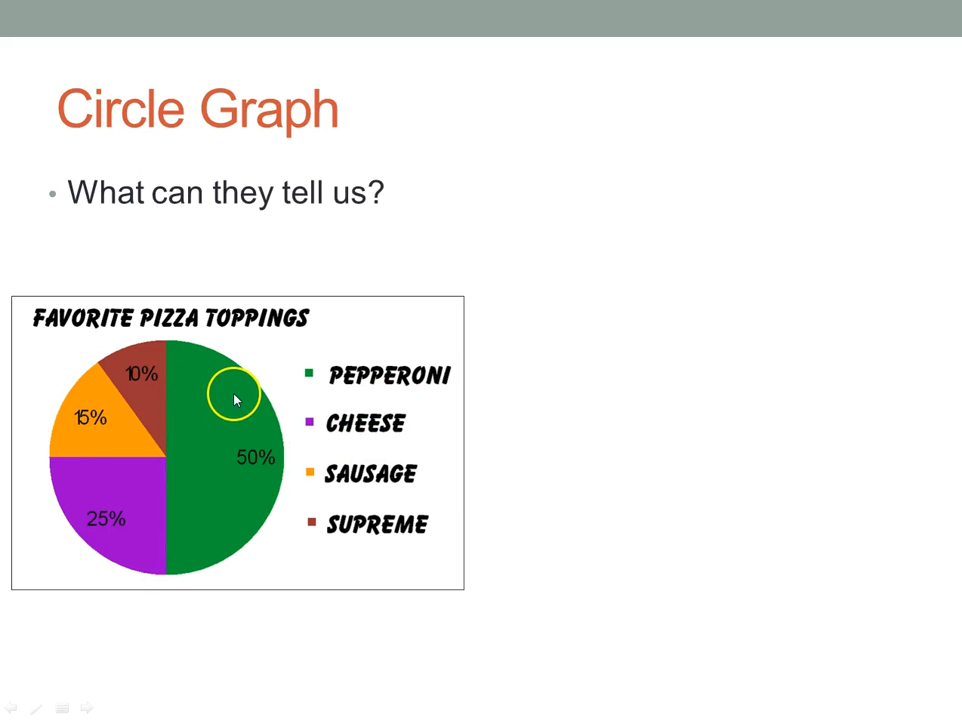 Circle Graph
• What can they tell us?
FAVORITE PIZZA TOPPINGS
10%
PEPPERONI
15%
CHEESE
50%
SAUSAGE
25%
SUPREME